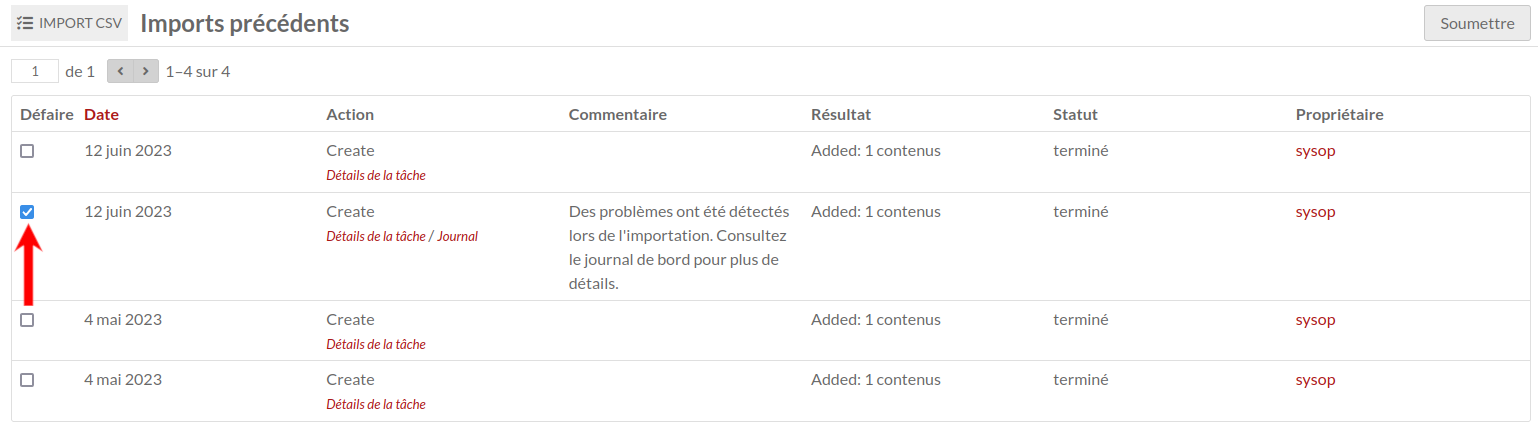 IMPORT CSV Imports précédents Soumettre
1 de 1 1–4 sur 4
Défaire Date Action Commentaire Résultat Statut Propriétaire
12 juin 2023 Create Added: 1 contenus terminé sysop
Détails de la tâche
12 juin 2023 Create Des problèmes ont été détectés Added: 1 contenus terminé sysop
Détails de la tâche / Journal lors de l'importation. Consultez
le journal de bord pour plus de
détails.
4 mai 2023 Create Added: 1 contenus terminé sysop
Détails de la tâche
4 mai 2023 Create Added: 1 contenus terminé sysop
Détails de la tâche